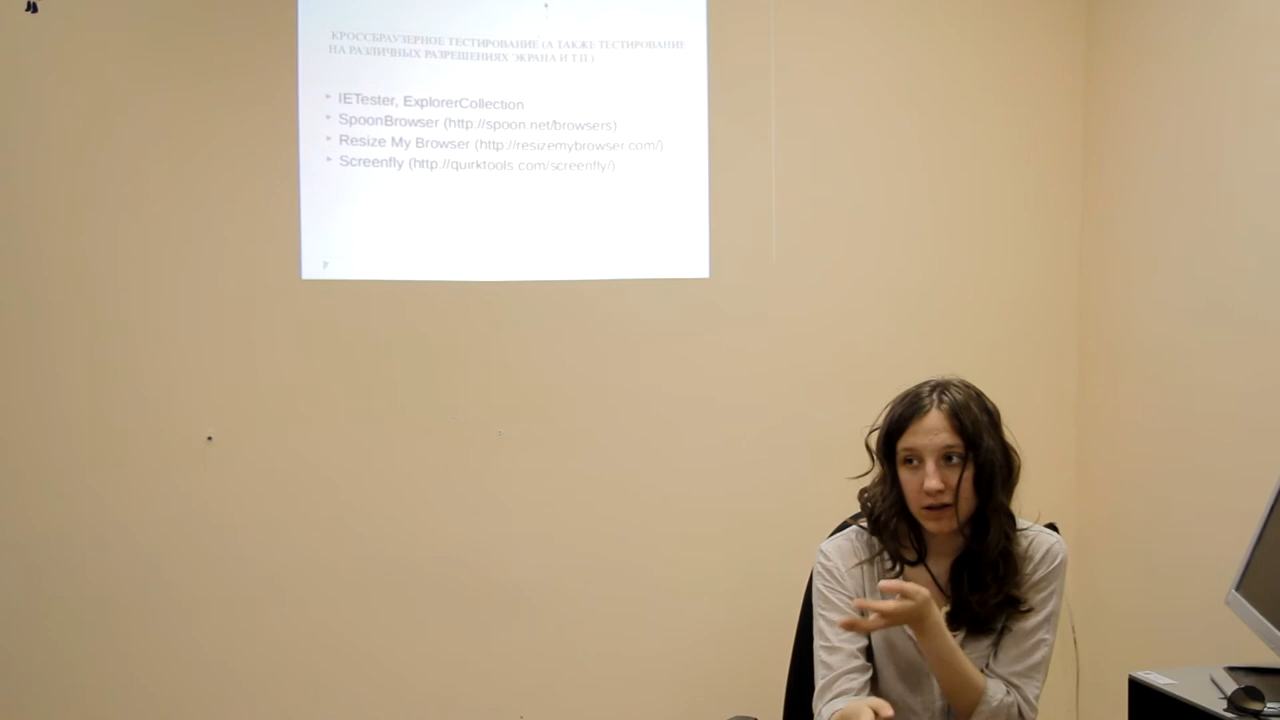 КРОССБРАУЗЕРНОЕ ТЕСТИРОВАНИЕ (А ТАКЖЕ ТЕСТИРОВАНИЕ
НА РАЗЛИЧНЫХ РАЗРЕШЕНИЯХ ЭКРАНА И Т.П.)
IETester, ExplorerCollection
SpoonBrowser (http://spoon.net/browsers)
Resize My Browser (http://resizemybrowser.com/)
Screenfly (http://quirktools.com/screenfly/)